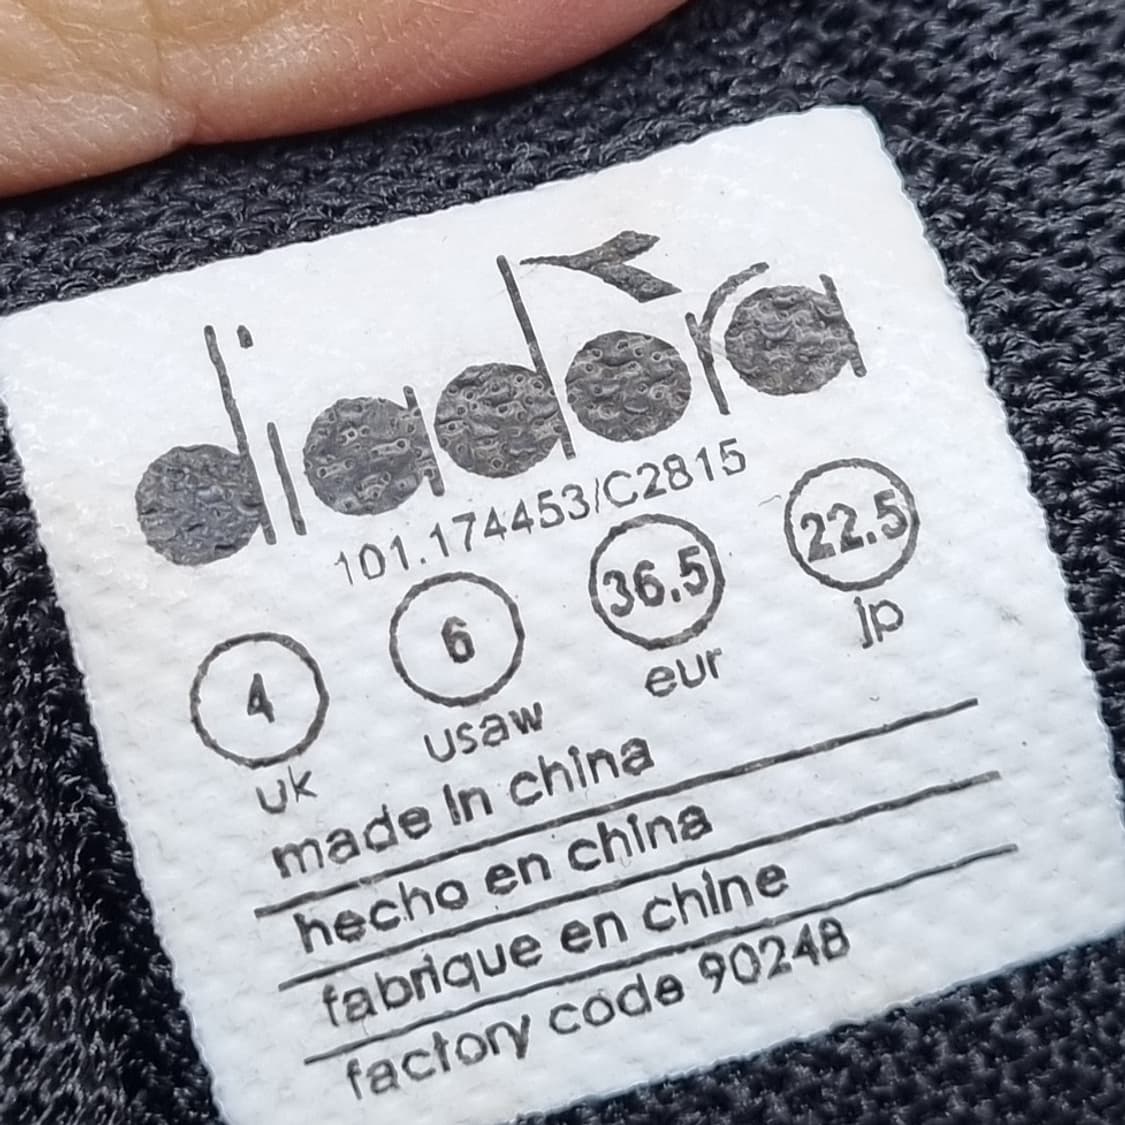 diadora
101.174453/C2815
4 6 36.5 22.5
uk usaw eur jp
made in china
hecho en china
fabrique en chine
factory code 90248